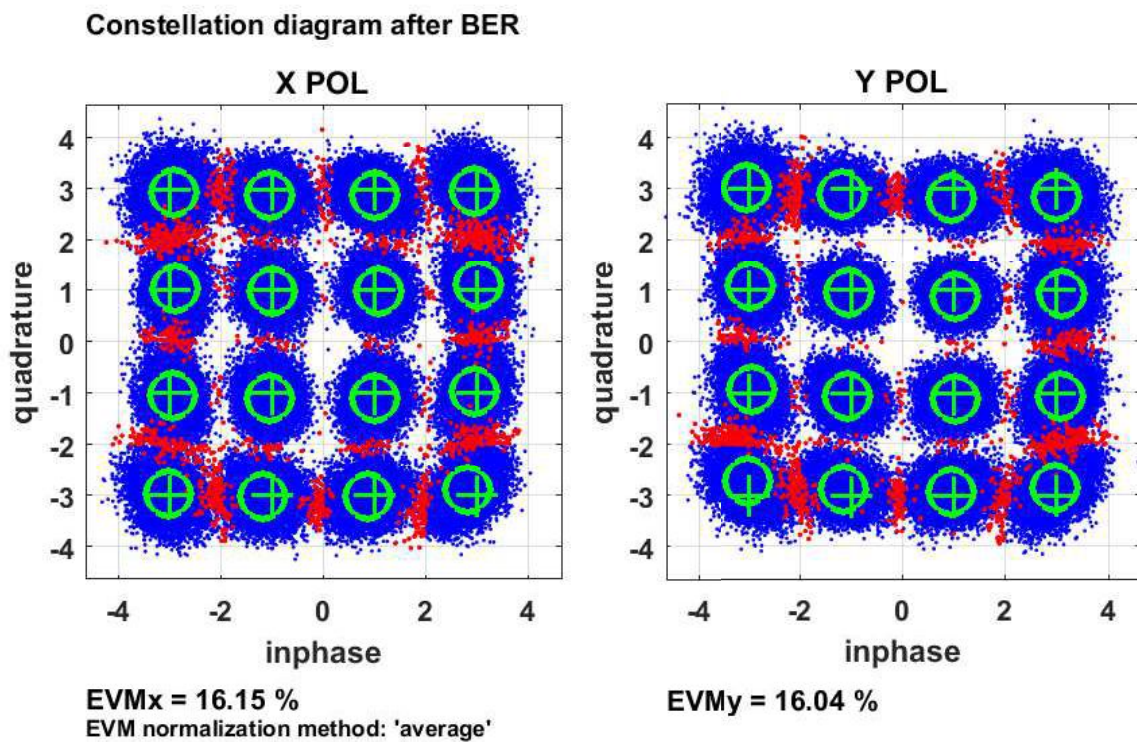 Constellation diagram after BER
X POL
4
3
2
1
0
-1
-2
-3
-4
quadrature
-4 -2 0 2 4
inphase
EVMx = 16.15 %
EVM normalization method: 'average'
Y POL
4
3
2
1
0
-1
-2
-3
-4
quadrature
-4 -2 0 2 4
inphase
EVMy = 16.04 %